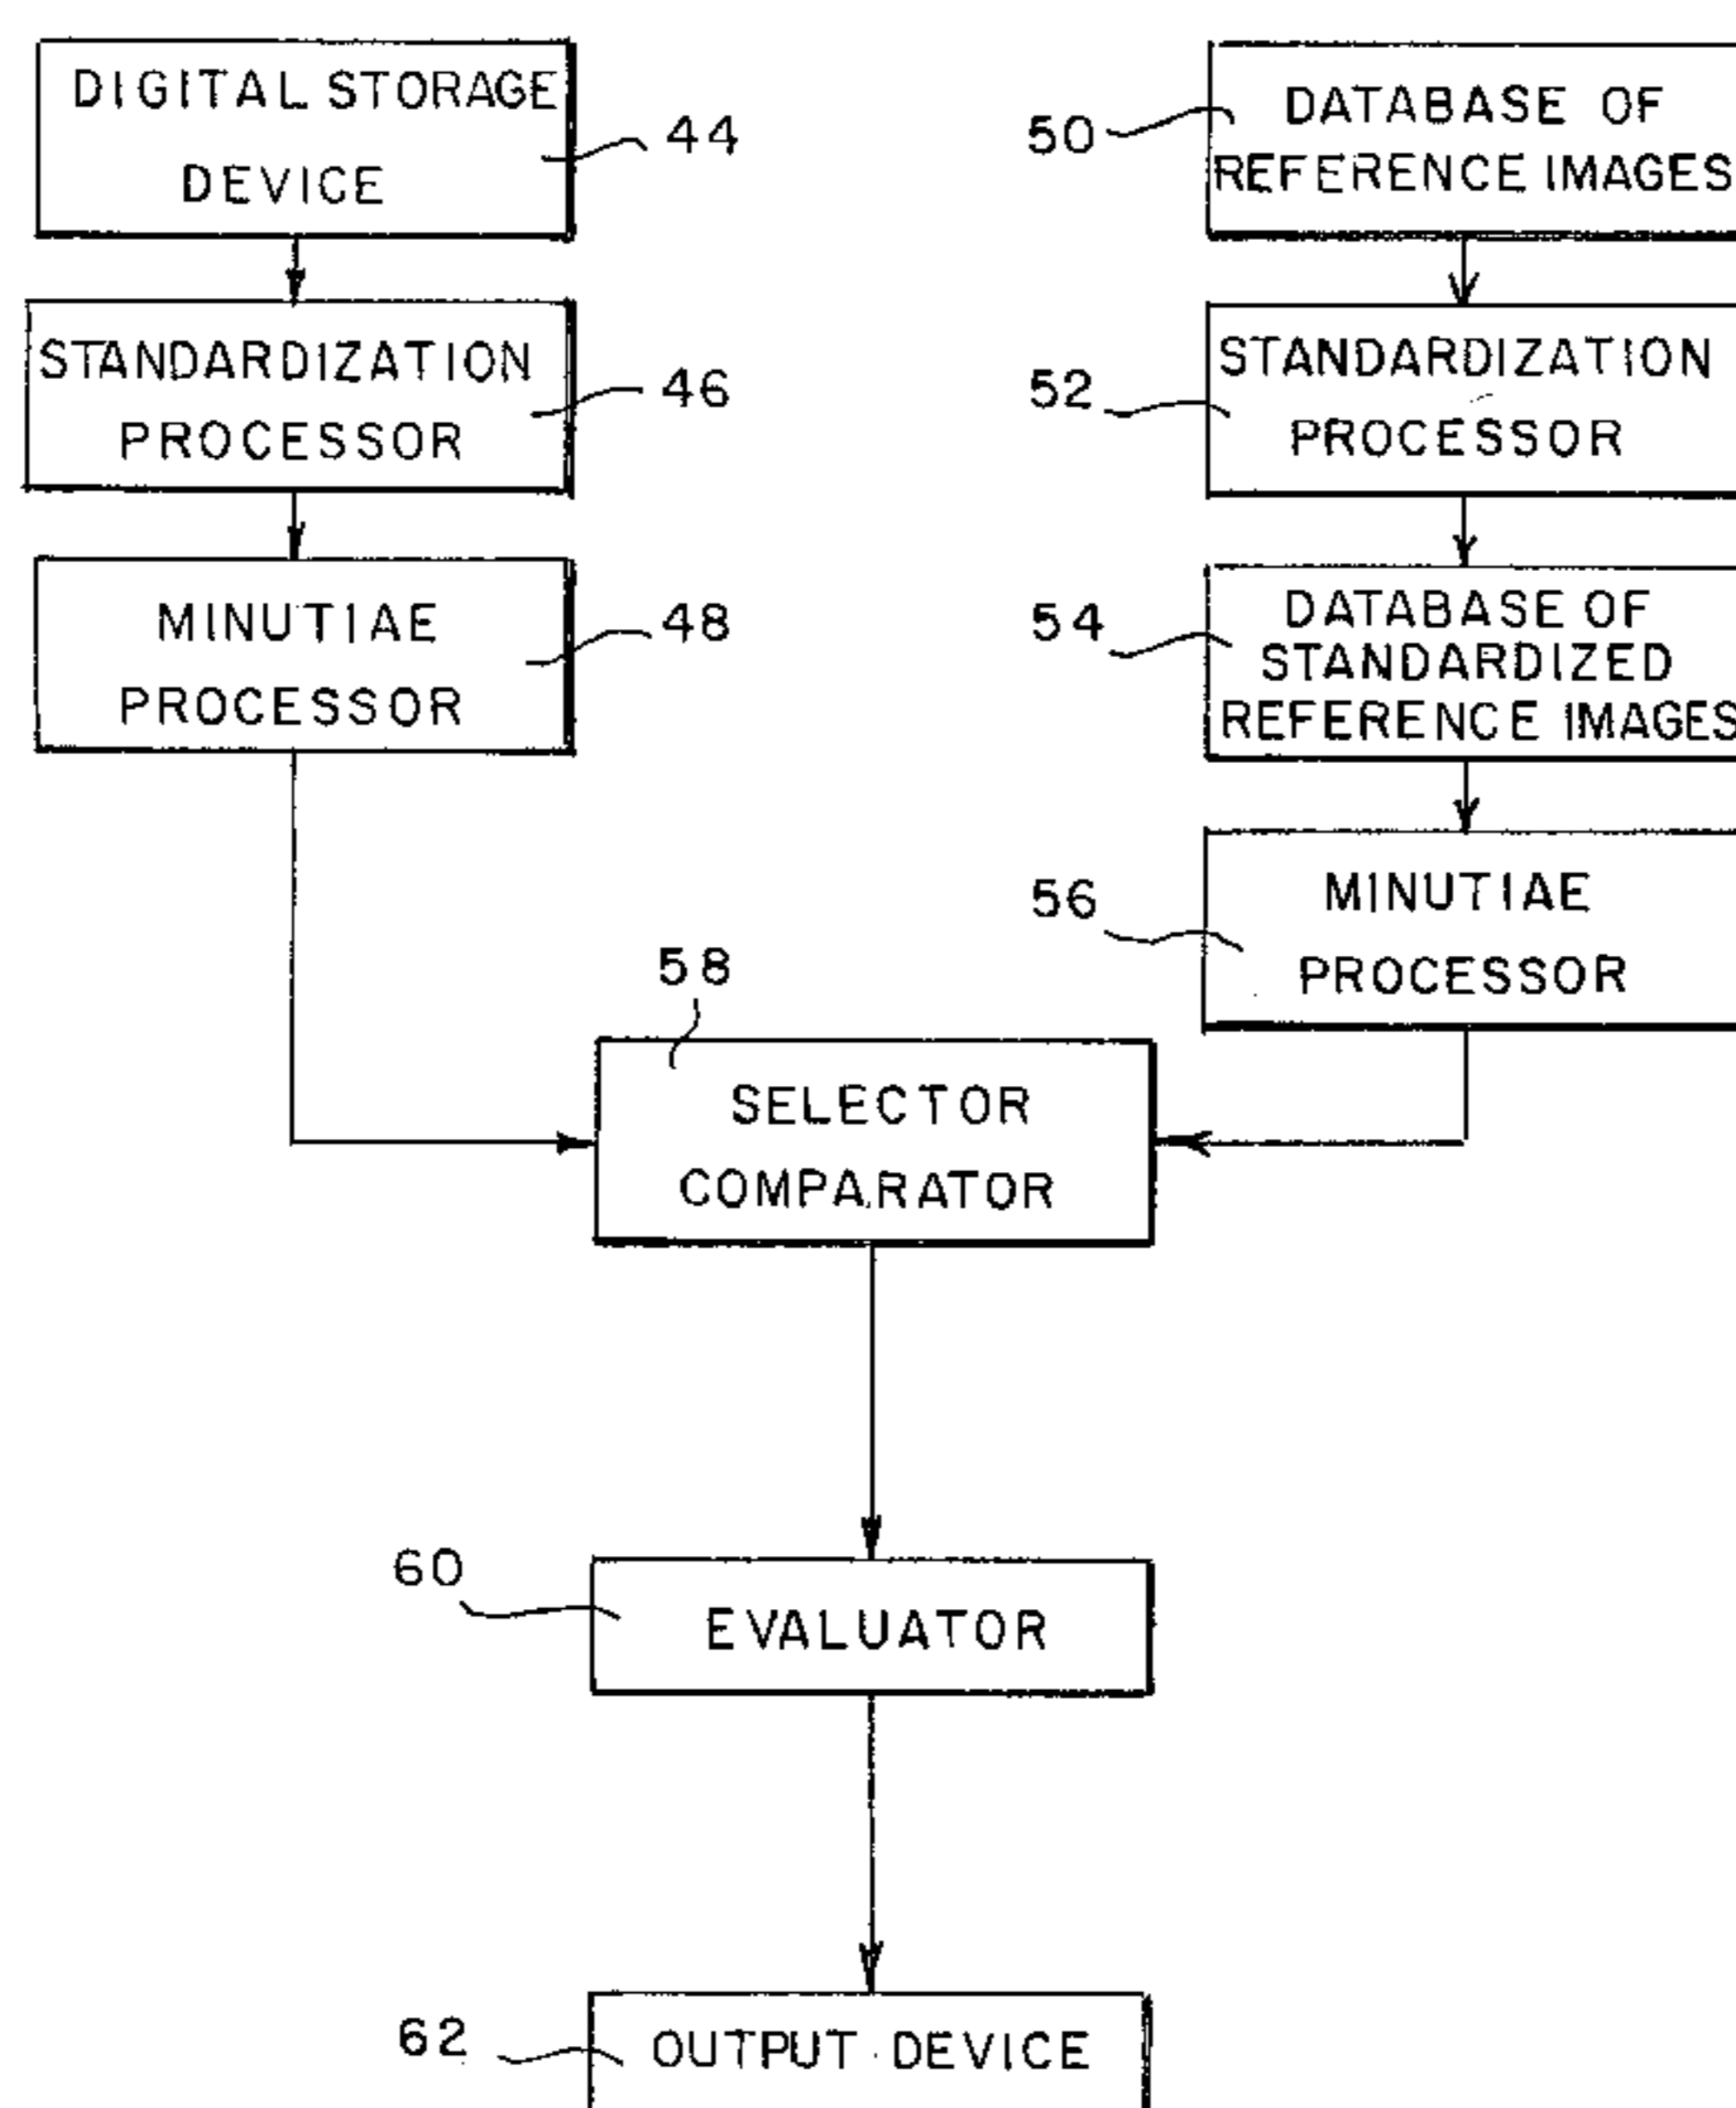 DIGITAL STORAGE
DEVICE
44
STANDARDIZATION
PROCESSOR
46
MINUTIAE
PROCESSOR
48
50
DATABASE OF
REFERENCE IMAGES
52
STANDARDIZATION
PROCESSOR
54
DATABASE OF
STANDARDIZED
REFERENCE IMAGES
56
MINUTIAE
PROCESSOR
58
SELECTOR
COMPARATOR
60
EVALUATOR
62
OUTPUT DEVICE